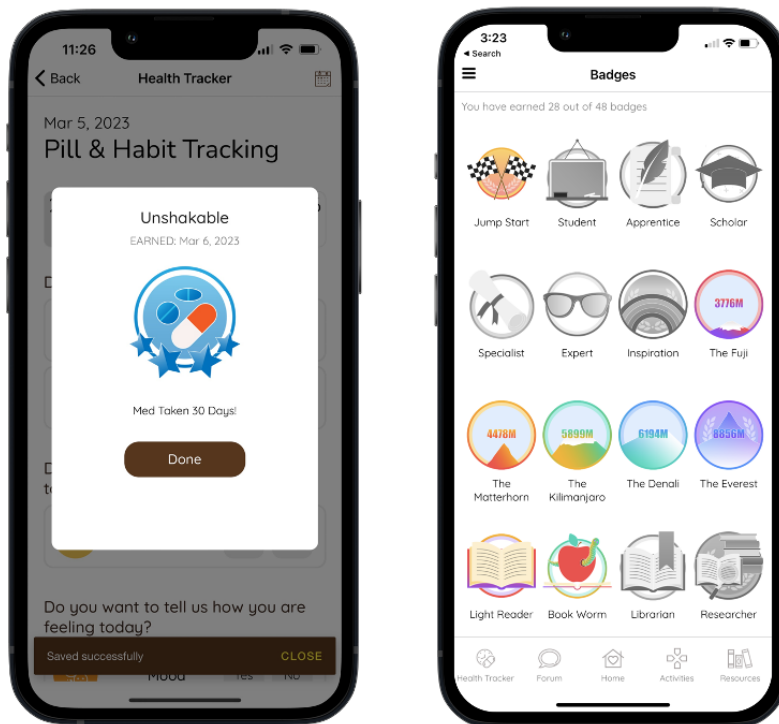 11:26
Back
Health Tracker
Mar 5, 2023
Pill & Habit Tracking
Unshakable
EARNED: Mar 6, 2023
Med Taken 30 Days!
Done
Do you want to tell us how you are
feeling today?
Saved successfully
CLOSE
Mood
Yes
No
3:23
Search
Badges
You have earned 28 out of 48 badges
Jump Start
Student
Apprentice
Scholar
Specialist
Expert
Inspiration
3776M
The Fuji
4478M
The
Matterhorn
5899M
The
Kilimanjaro
6194M
The Denali
8856M
The Everest
Light Reader
Book Worm
Librarian
Researcher
Health Tracker
Forum
Home
Activities
Resources